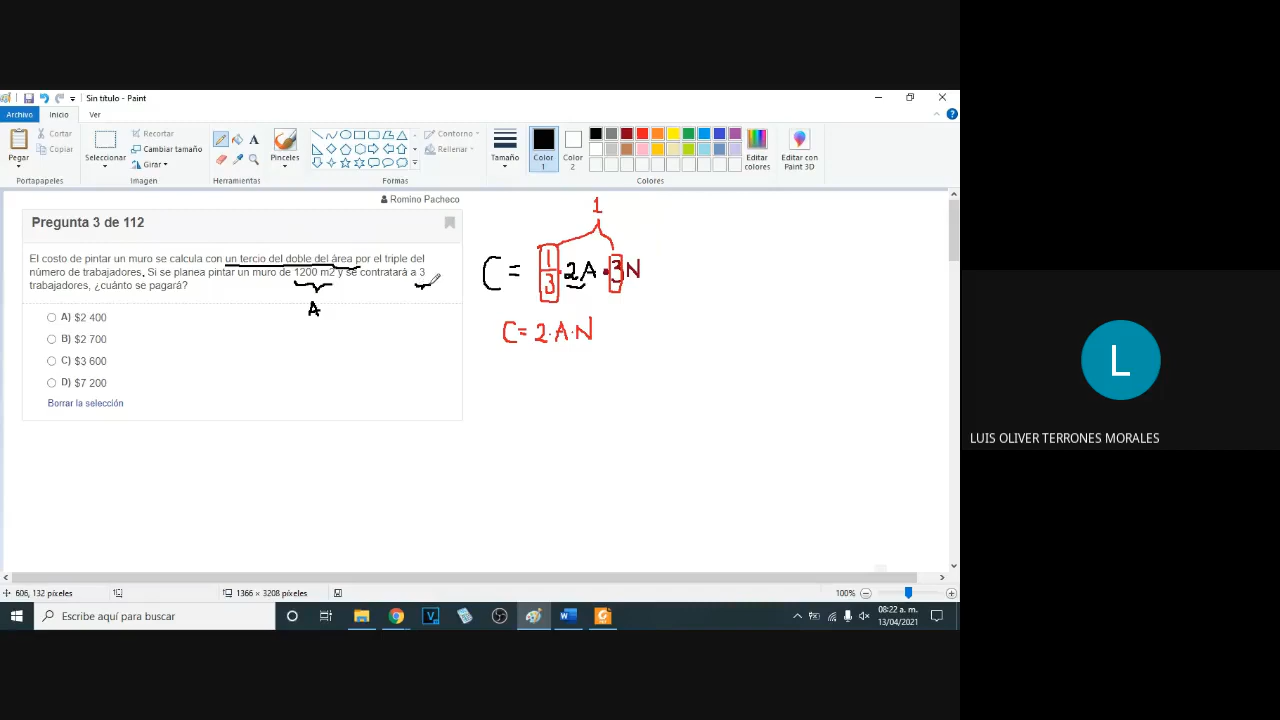 Sin título - Paint
Archivo Inicio Ver
Pegar
Cortar
Copiar
Portapapeles
Seleccionar
Recortar
Cambiar tamaño
Girar
Imagen
A
Herramientas
Pinceles
Contorno
Relleno
Formas
Tamaño
Color 1
Color 2
Editar colores
Editar con Paint 3D
Colores
Romino Pacheco
Pregunta 3 de 112
El costo de pintar un muro se calcula con un tercio del doble del área por el triple del
número de trabajadores. Si se planea pintar un muro de 1200 m2 y se contratará a 3
trabajadores, ¿cuánto se pagará?
A
A) $2 400
B) $2 700
C) $3 600
D) $7 200
Borrar la selección
1
C = 1/3 · 2A · 3N
C = 2·A·N
L
LUIS OLIVER TERRONES MORALES
606, 132 píxeles
1366 × 3208 píxeles
100%
Escribe aquí para buscar
08:22 a. m.
13/04/2021